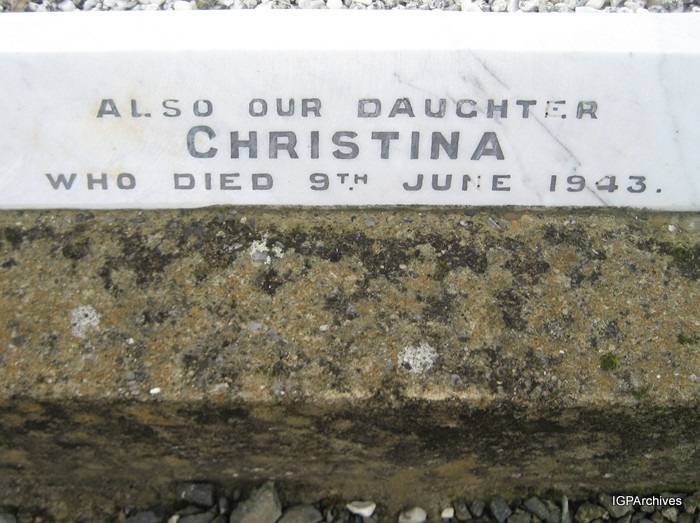 ALSO OUR DAUGHTER
CHRISTINA
WHO DIED 9TH JUNE 1943.
IGPArchives